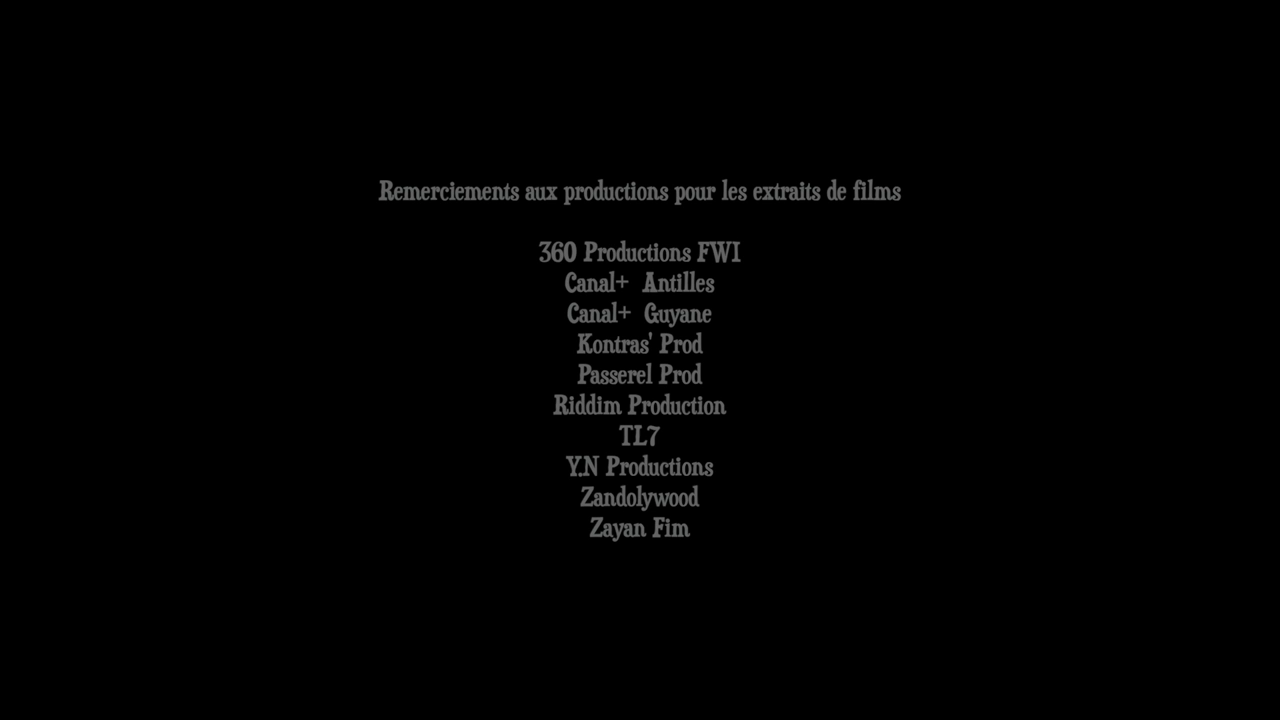 Remerciements aux productions pour les extraits de films
360 Productions FWI
Canal+ Antilles
Canal+ Guyane
Kontras' Prod
Passerel Prod
Riddim Production
TL7
Y.N Productions
Zandolywood
Zayan Fim